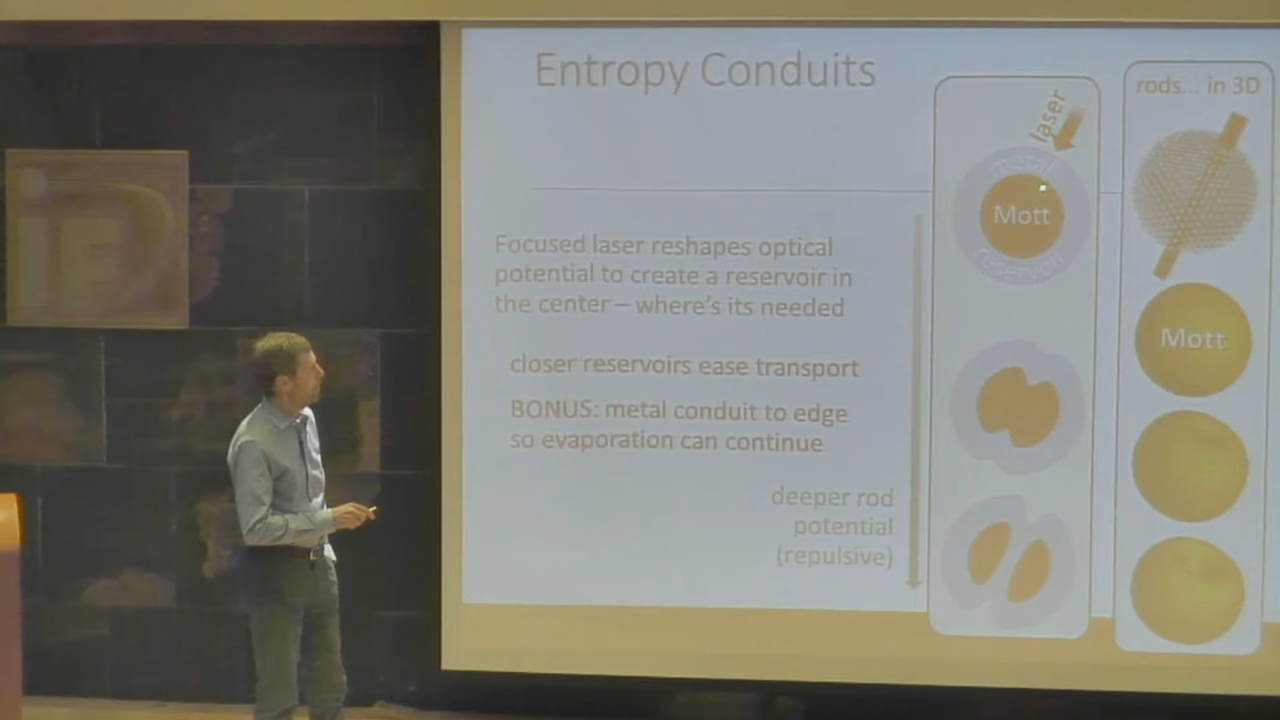 Entropy Conduits
Focused laser reshapes optical
potential to create a reservoir in
the center – where's its needed
closer reservoirs ease transport
BONUS: metal conduit to edge
so evaporation can continue
deeper rod
potential
(repulsive)
laser
metal
Mott
reservoir
rods... in 3D
Mott